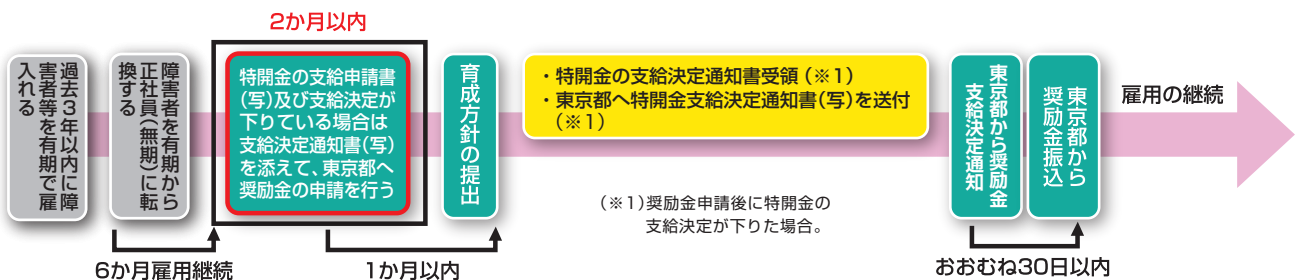 2か月以内
過去３年以内に障
害者等を有期で雇
入れる
障害者を有期から
正社員（無期）に転
換する
特開金の支給申請書
（写）及び支給決定が
下りている場合は
支給決定通知書（写）
を添えて、東京都へ
奨励金の申請を行う
育成方針の提出
・特開金の支給決定通知書受領（※1）
・東京都へ特開金支給決定通知書（写）を送付
（※1）
東京都から奨励金
支給決定通知
東京都から
奨励金振込
雇用の継続
（※1）奨励金申請後に特開金の
支給決定が下りた場合。
6か月雇用継続
1か月以内
おおむね30日以内